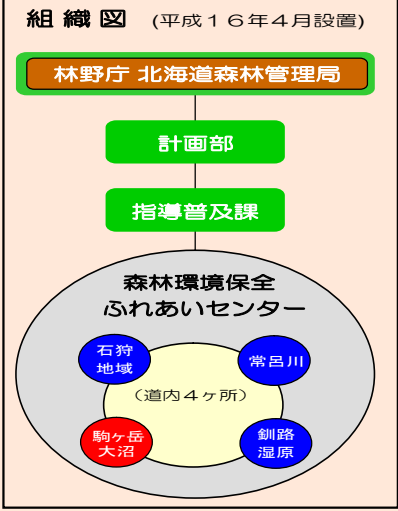 組織図 (平成16年4月設置)
林野庁 北海道森林管理局
計画部
指導普及課
森林環境保全
ふれあいセンター
石狩
地域
常呂川
(道内4ヶ所)
駒ヶ岳
大沼
釧路
湿原